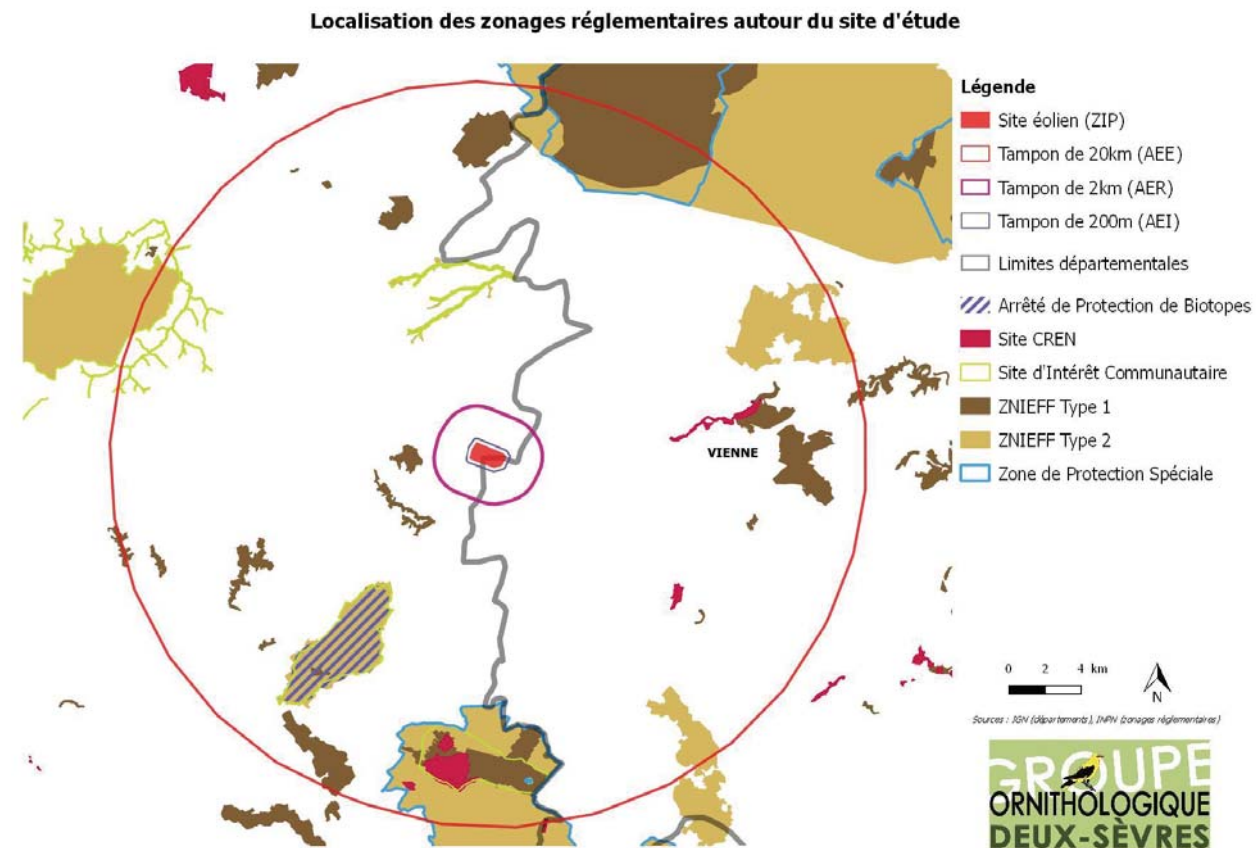 Localisation des zonages réglementaires autour du site d'étude
Légende
Site éolien (ZIP)
Tampon de 20km (AEE)
Tampon de 2km (AER)
Tampon de 200m (AEI)
Limites départementales
Arrêté de Protection de Biotopes
Site CREN
Site d'Intérêt Communautaire
ZNIEFF Type 1
ZNIEFF Type 2
Zone de Protection Spéciale
VIENNE
0 2 4 km
N
Sources : IGN (départements), INPN (zonages réglementaires)
GROUPE
ORNITHOLOGIQUE
DEUX-SÈVRES